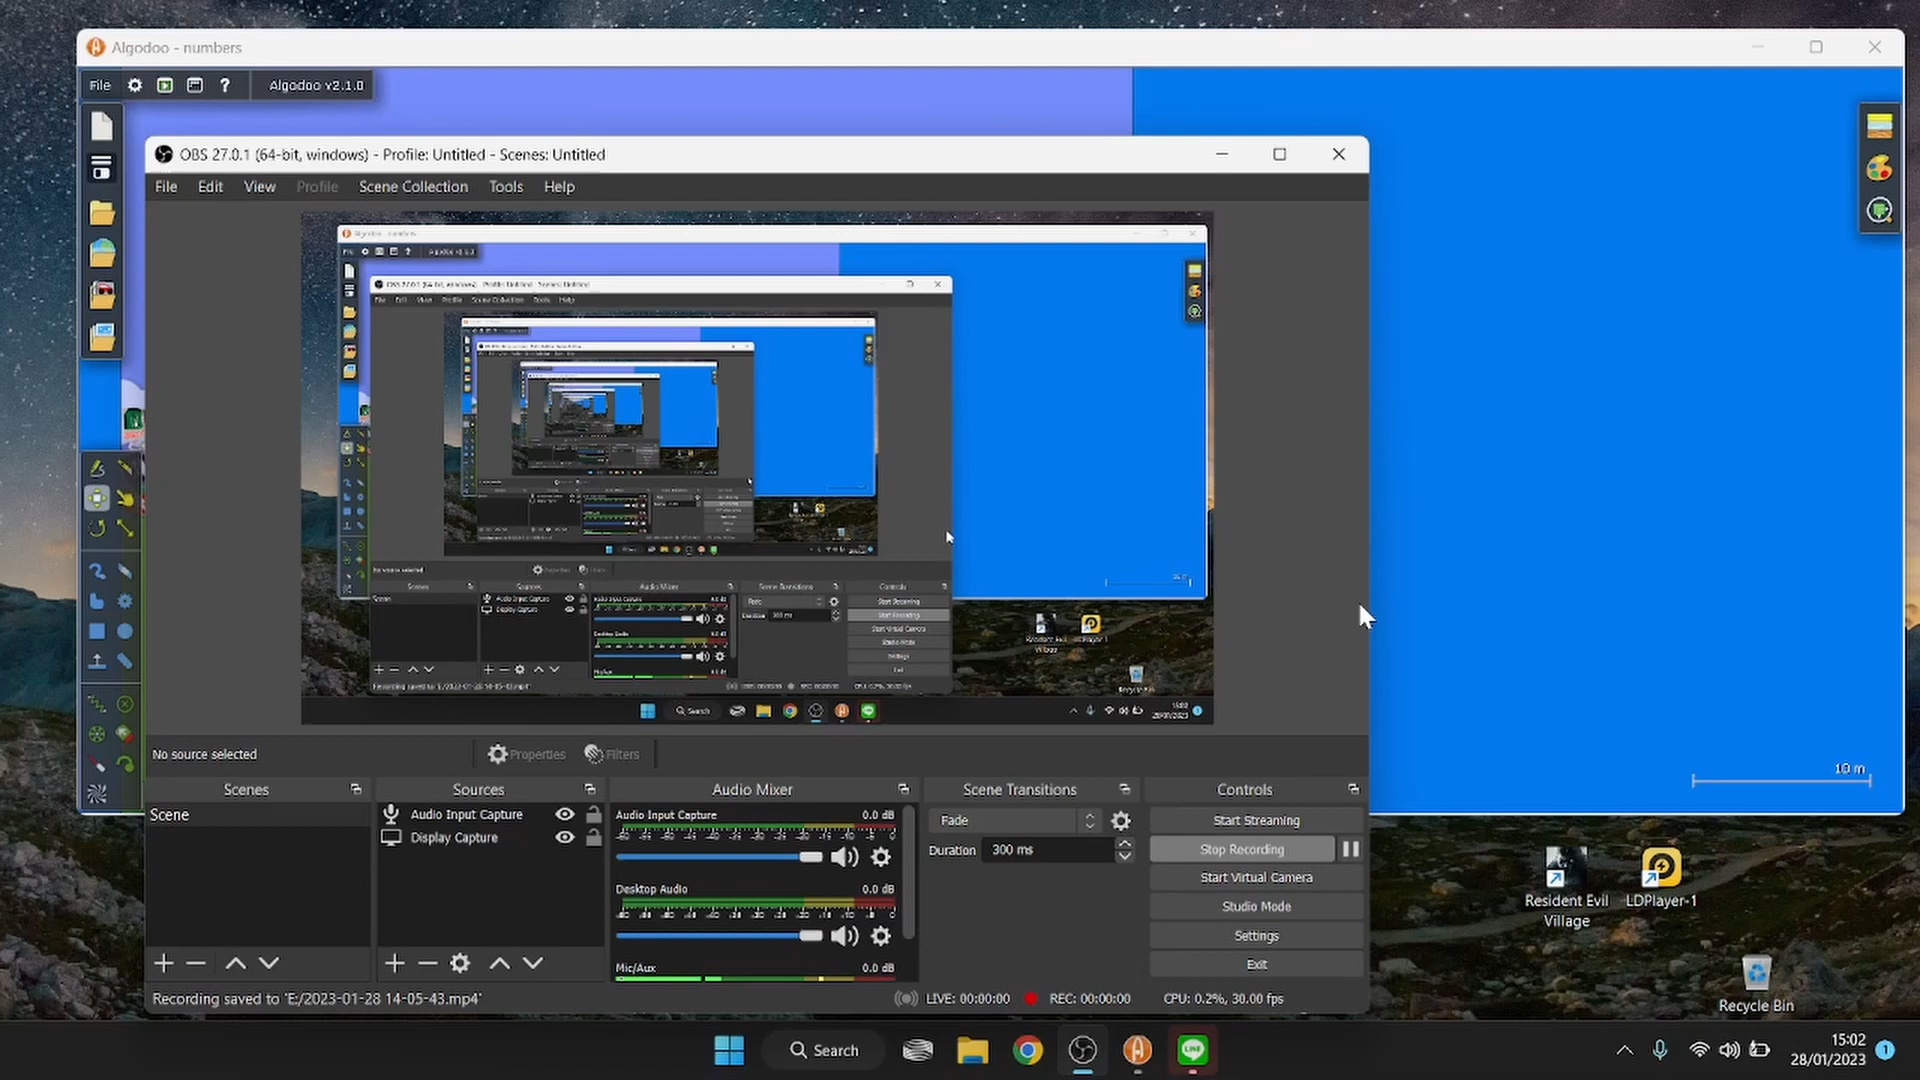 Algodoo - numbers
File
?
Algodoo v2.1.0
OBS 27.0.1 (64-bit, windows) - Profile: Untitled - Scenes: Untitled
File Edit View Profile Scene Collection Tools Help
No source selected
Properties
Filters
Scenes
Sources
Audio Mixer
Scene Transitions
Controls
Scene
Audio Input Capture
Display Capture
Audio Input Capture 0.0 dB
Desktop Audio 0.0 dB
Mic/Aux 0.0 dB
Fade
Duration 300 ms
Start Streaming
Stop Recording
Start Virtual Camera
Studio Mode
Settings
Exit
Recording saved to 'E:/2023-01-28 14-05-43.mp4'
LIVE: 00:00:00
REC: 00:00:00
CPU: 0.2%, 30.00 fps
10 m
Resident Evil
Village
LDPlayer-1
Recycle Bin
Search
LINE
15:02
28/01/2023
1